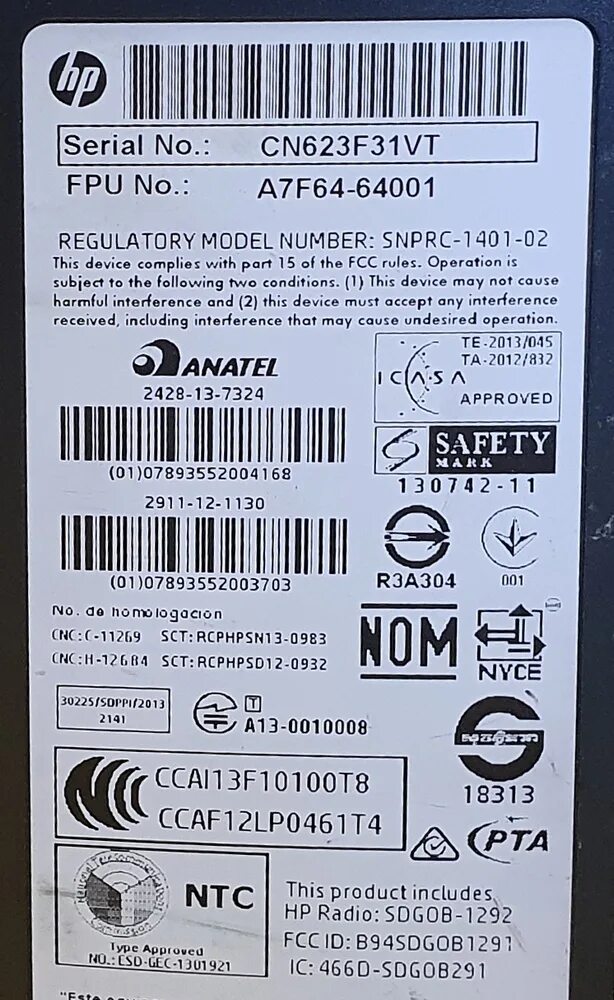 hp
Serial No.: CN623F31VT
FPU No.: A7F64-64001
REGULATORY MODEL NUMBER: SNPRC-1401-02
This device complies with part 15 of the FCC rules. Operation is
subject to the following two conditions. (1) This device may not cause
harmful interference and (2) this device must accept any interference
received, including interference that may cause undesired operation.
ANATEL
2428-13-7324
(01)07893552004168
2911-12-1130
(01)07893552003703
TE-2013/045
TA-2012/832
ICASA
APPROVED
SAFETY
MARK
130742-11
R3A304
001
No. de homologacion
CNC:C-11269 SCT: RCPHPSN13-0983
CNC:H-12684 SCT: RCPHPSD12-0932
NOM
NYCE
30225/SDPPI/2013
2141
T
A13-0010008
18313
CCAI13F10100T8
CCAF12LP0461T4
PTA
NTC
Type Approved
NO.: ESD-GEC-1301921
This product includes
HP Radio: SDGOB-1292
FCC ID: B94SDGOB1291
IC: 466D-SDGOB291
"Este